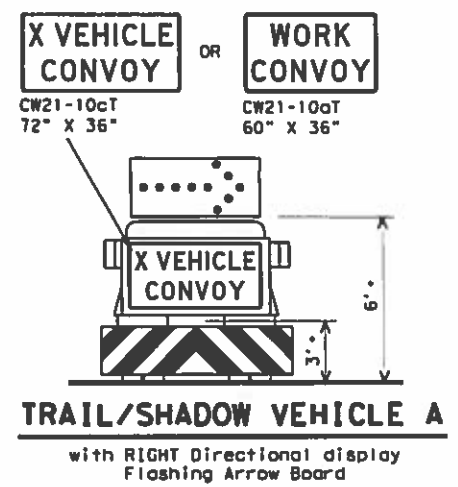 X VEHICLE
CONVOY
OR
WORK
CONVOY
CW21-10cT
72" X 36"
CW21-10aT
60" X 36"
X VEHICLE
CONVOY
6'+
3'+
TRAIL/SHADOW VEHICLE A
with RIGHT Directional display
Flashing Arrow Board